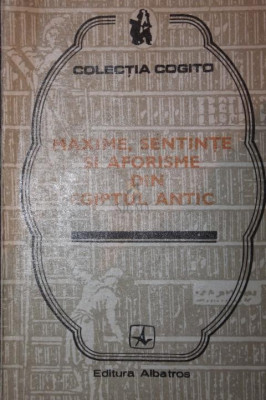 COLECȚIA COGITO
MAXIME, SENTINȚE
ȘI AFORISME
DIN
EGIPTUL ANTIC
Editura Albatros